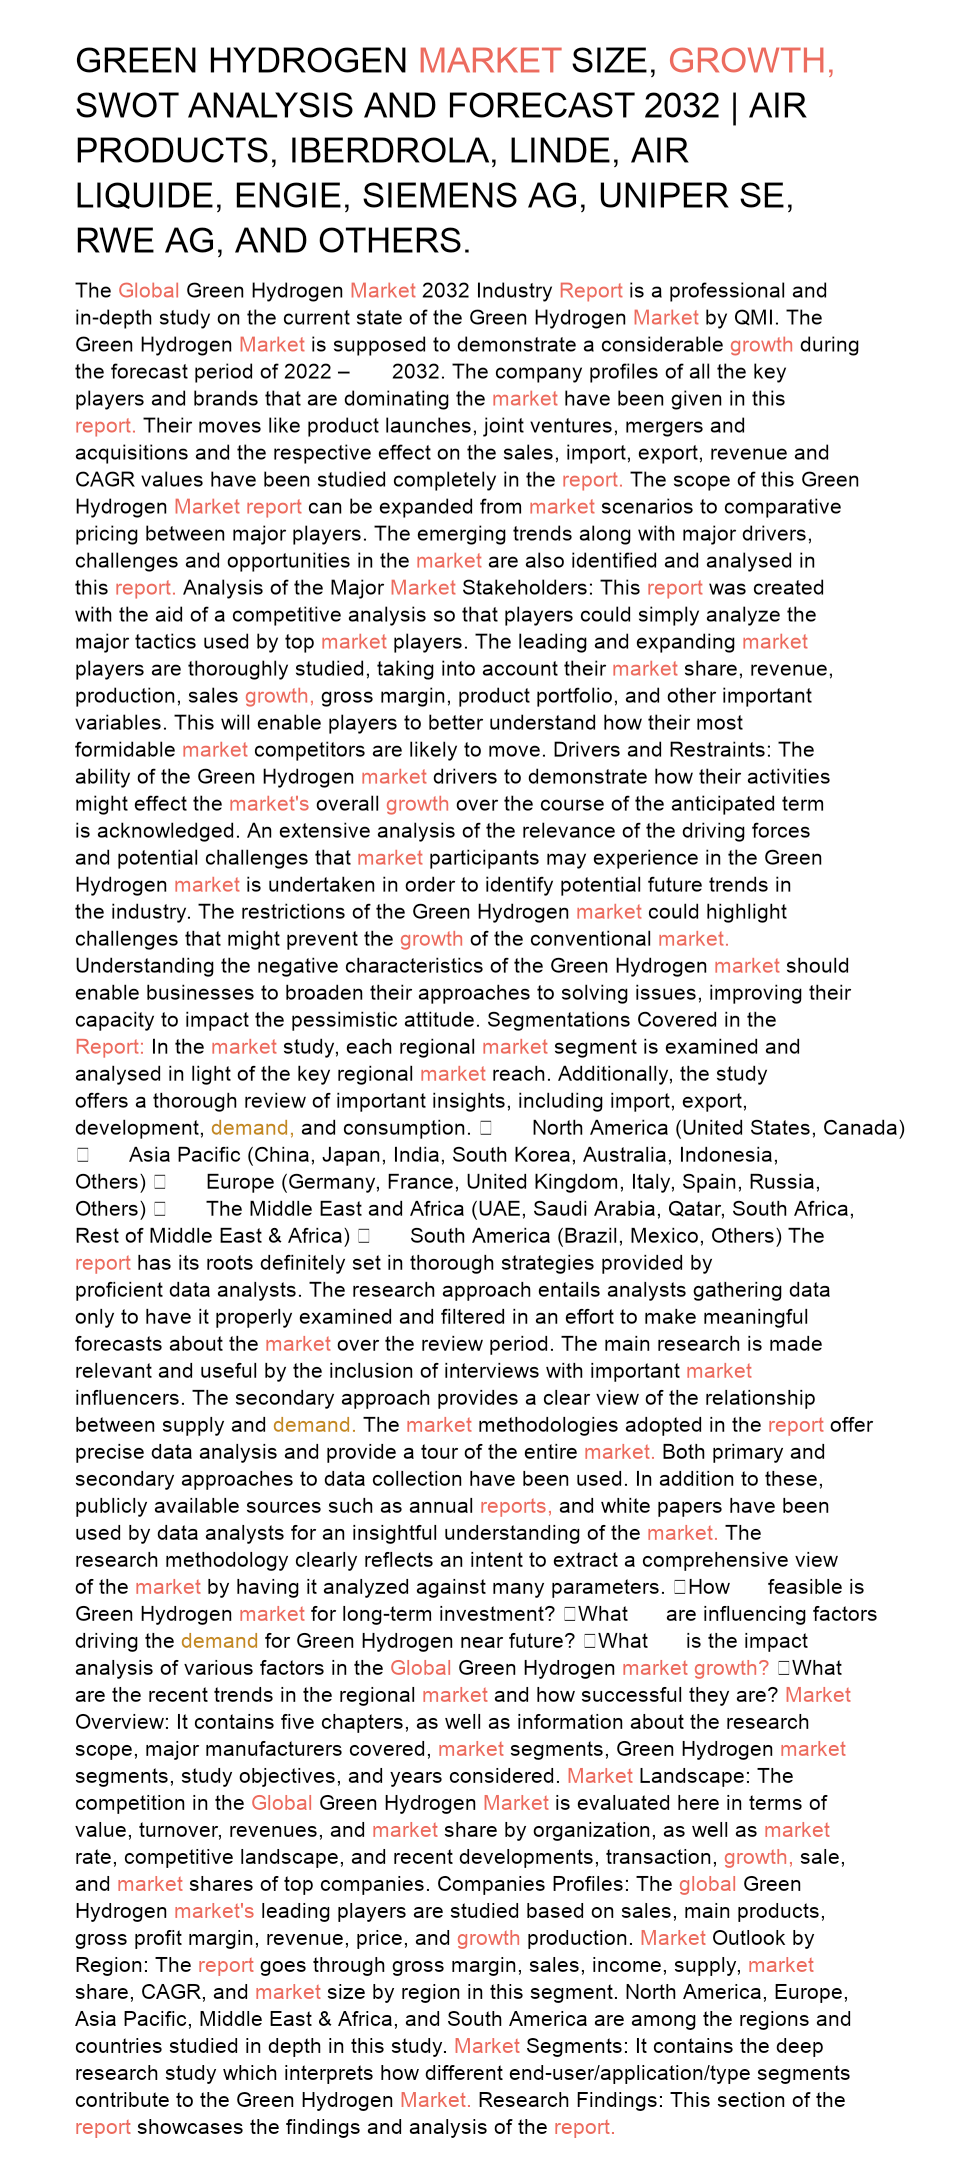 GREEN HYDROGEN MARKET SIZE, GROWTH,
SWOT ANALYSIS AND FORECAST 2032 | AIR
PRODUCTS, IBERDROLA, LINDE, AIR
LIQUIDE, ENGIE, SIEMENS AG, UNIPER SE,
RWE AG, AND OTHERS.
The Global Green Hydrogen Market 2032 Industry Report is a professional and
in-depth study on the current state of the Green Hydrogen Market by QMI. The
Green Hydrogen Market is supposed to demonstrate a considerable growth during
the forecast period of 2022 – 2032. The company profiles of all the key
players and brands that are dominating the market have been given in this
report. Their moves like product launches, joint ventures, mergers and
acquisitions and the respective effect on the sales, import, export, revenue and
CAGR values have been studied completely in the report. The scope of this Green
Hydrogen Market report can be expanded from market scenarios to comparative
pricing between major players. The emerging trends along with major drivers,
challenges and opportunities in the market are also identified and analysed in
this report. Analysis of the Major Market Stakeholders: This report was created
with the aid of a competitive analysis so that players could simply analyze the
major tactics used by top market players. The leading and expanding market
players are thoroughly studied, taking into account their market share, revenue,
production, sales growth, gross margin, product portfolio, and other important
variables. This will enable players to better understand how their most
formidable market competitors are likely to move. Drivers and Restraints: The
ability of the Green Hydrogen market drivers to demonstrate how their activities
might effect the market's overall growth over the course of the anticipated term
is acknowledged. An extensive analysis of the relevance of the driving forces
and potential challenges that market participants may experience in the Green
Hydrogen market is undertaken in order to identify potential future trends in
the industry. The restrictions of the Green Hydrogen market could highlight
challenges that might prevent the growth of the conventional market.
Understanding the negative characteristics of the Green Hydrogen market should
enable businesses to broaden their approaches to solving issues, improving their
capacity to impact the pessimistic attitude. Segmentations Covered in the
Report: In the market study, each regional market segment is examined and
analysed in light of the key regional market reach. Additionally, the study
offers a thorough review of important insights, including import, export,
development, demand, and consumption. North America (United States, Canada)
Asia Pacific (China, Japan, India, South Korea, Australia, Indonesia,
Others) Europe (Germany, France, United Kingdom, Italy, Spain, Russia,
Others) The Middle East and Africa (UAE, Saudi Arabia, Qatar, South Africa,
Rest of Middle East & Africa) South America (Brazil, Mexico, Others) The
report has its roots definitely set in thorough strategies provided by
proficient data analysts. The research approach entails analysts gathering data
only to have it properly examined and filtered in an effort to make meaningful
forecasts about the market over the review period. The main research is made
relevant and useful by the inclusion of interviews with important market
influencers. The secondary approach provides a clear view of the relationship
between supply and demand. The market methodologies adopted in the report offer
precise data analysis and provide a tour of the entire market. Both primary and
secondary approaches to data collection have been used. In addition to these,
publicly available sources such as annual reports, and white papers have been
used by data analysts for an insightful understanding of the market. The
research methodology clearly reflects an intent to extract a comprehensive view
of the market by having it analyzed against many parameters. How feasible is
Green Hydrogen market for long-term investment? What are influencing factors
driving the demand for Green Hydrogen near future? What is the impact
analysis of various factors in the Global Green Hydrogen market growth? What
are the recent trends in the regional market and how successful they are? Market
Overview: It contains five chapters, as well as information about the research
scope, major manufacturers covered, market segments, Green Hydrogen market
segments, study objectives, and years considered. Market Landscape: The
competition in the Global Green Hydrogen Market is evaluated here in terms of
value, turnover, revenues, and market share by organization, as well as market
rate, competitive landscape, and recent developments, transaction, growth, sale,
and market shares of top companies. Companies Profiles: The global Green
Hydrogen market's leading players are studied based on sales, main products,
gross profit margin, revenue, price, and growth production. Market Outlook by
Region: The report goes through gross margin, sales, income, supply, market
share, CAGR, and market size by region in this segment. North America, Europe,
Asia Pacific, Middle East & Africa, and South America are among the regions and
countries studied in depth in this study. Market Segments: It contains the deep
research study which interprets how different end-user/application/type segments
contribute to the Green Hydrogen Market. Research Findings: This section of the
report showcases the findings and analysis of the report.